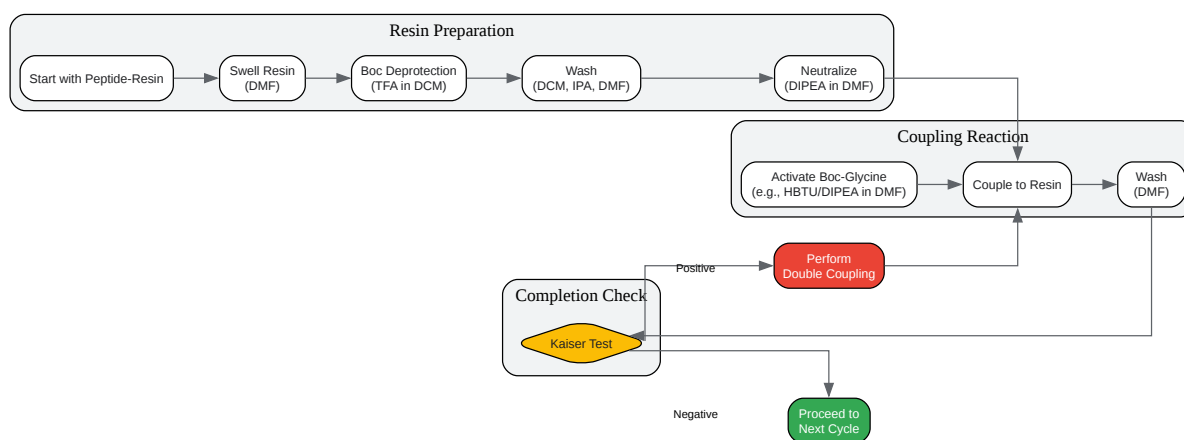 Resin Preparation
Start with Peptide-Resin
Swell Resin
(DMF)
Boc Deprotection
(TFA in DCM)
Wash
(DCM, IPA, DMF)
Neutralize
(DIPEA in DMF)
Coupling Reaction
Activate Boc-Glycine
(e.g., HBTU/DIPEA in DMF)
Couple to Resin
Wash
(DMF)
Positive
Perform
Double Coupling
Completion Check
Kaiser Test
Negative
Proceed to
Next Cycle